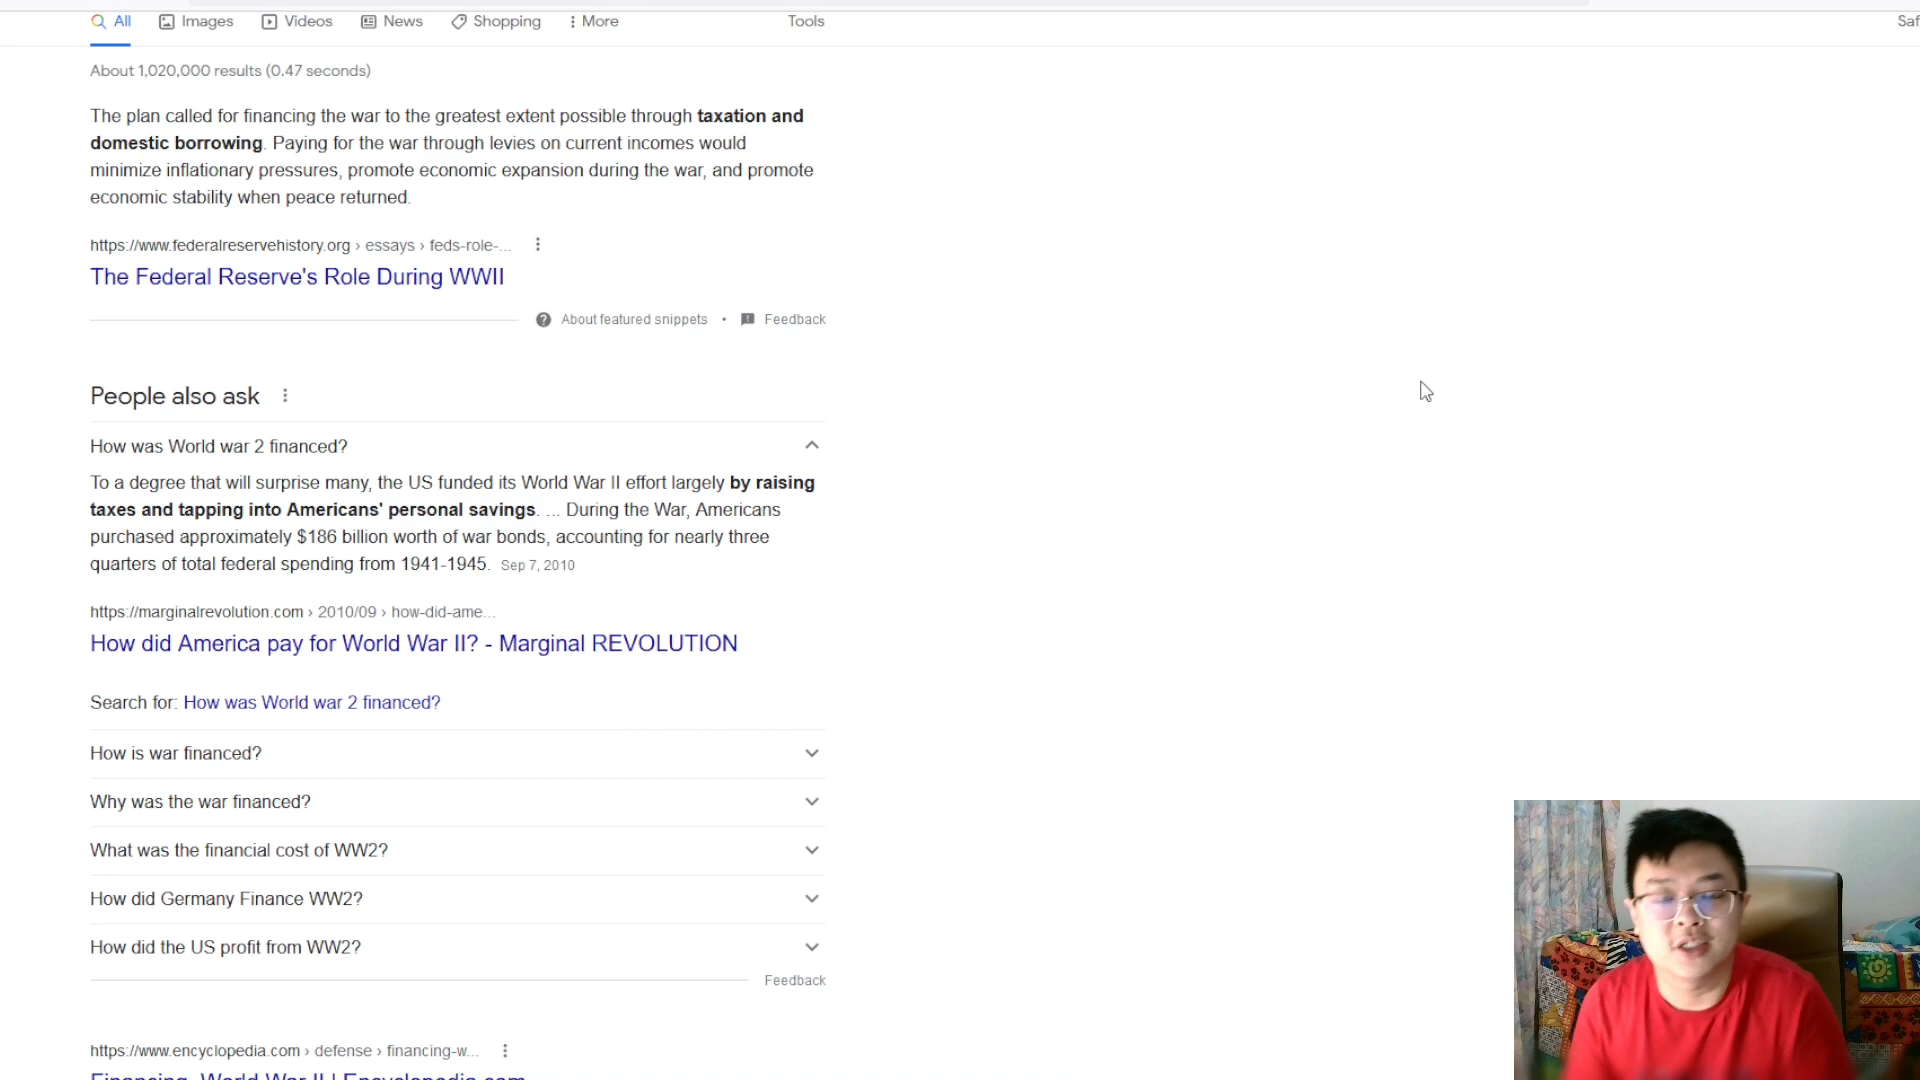 All Images Videos News Shopping More Tools
About 1,020,000 results (0.47 seconds)
The plan called for financing the war to the greatest extent possible through taxation and
domestic borrowing. Paying for the war through levies on current incomes would
minimize inflationary pressures, promote economic expansion during the war, and promote
economic stability when peace returned.
https://www.federalreservehistory.org › essays › feds-role-...
The Federal Reserve's Role During WWII
About featured snippets • Feedback
People also ask
How was World war 2 financed?
To a degree that will surprise many, the US funded its World War II effort largely by raising
taxes and tapping into Americans' personal savings. ... During the War, Americans
purchased approximately $186 billion worth of war bonds, accounting for nearly three
quarters of total federal spending from 1941-1945. Sep 7, 2010
https://marginalrevolution.com › 2010/09 › how-did-ame...
How did America pay for World War II? - Marginal REVOLUTION
Search for: How was World war 2 financed?
How is war financed?
Why was the war financed?
What was the financial cost of WW2?
How did Germany Finance WW2?
How did the US profit from WW2?
Feedback
https://www.encyclopedia.com › defense › financing-w...
Financing, World War II | Encyclopedia.com